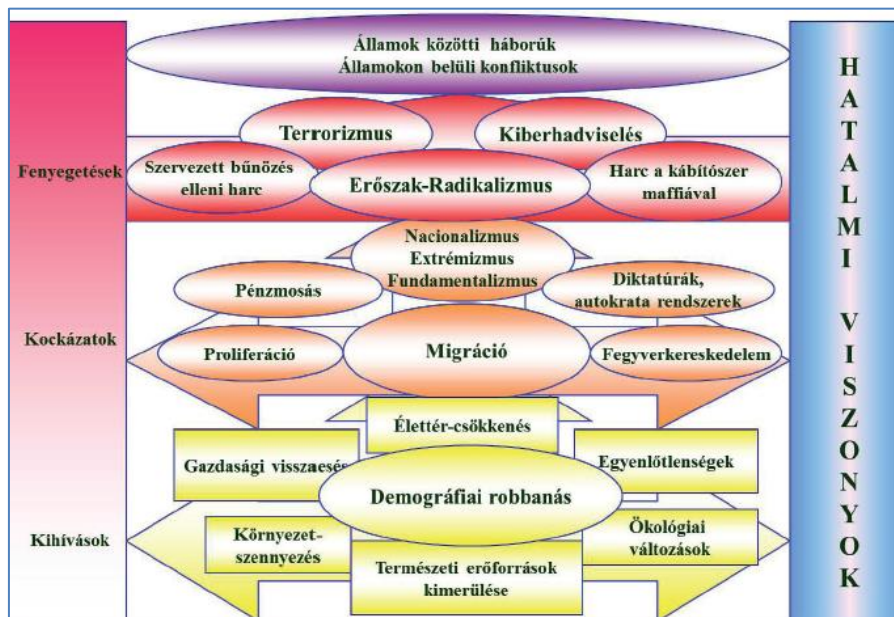 Államok közötti háborúk
Államokon belüli konfliktusok
Terrorizmus
Kiberhadviselés
Fenyegetések
Szervezett bűnözés
elleni harc
Erőszak-Radikalizmus
Harc a kábítószer
maffiával
Nacionalizmus
Extrémizmus
Fundamentalizmus
Pénzmosás
Diktatúrák,
autokrata rendszerek
Kockázatok
Proliferáció
Migráció
Fegyverkereskedelem
Élettér-csökkenés
Gazdasági visszaesés
Egyenlőtlenségek
Demográfiai robbanás
Kihívások
Környezet-
szennyezés
Ökológiai
változások
Természeti erőforrások
kimerülése
HATALMI VISZONYOK